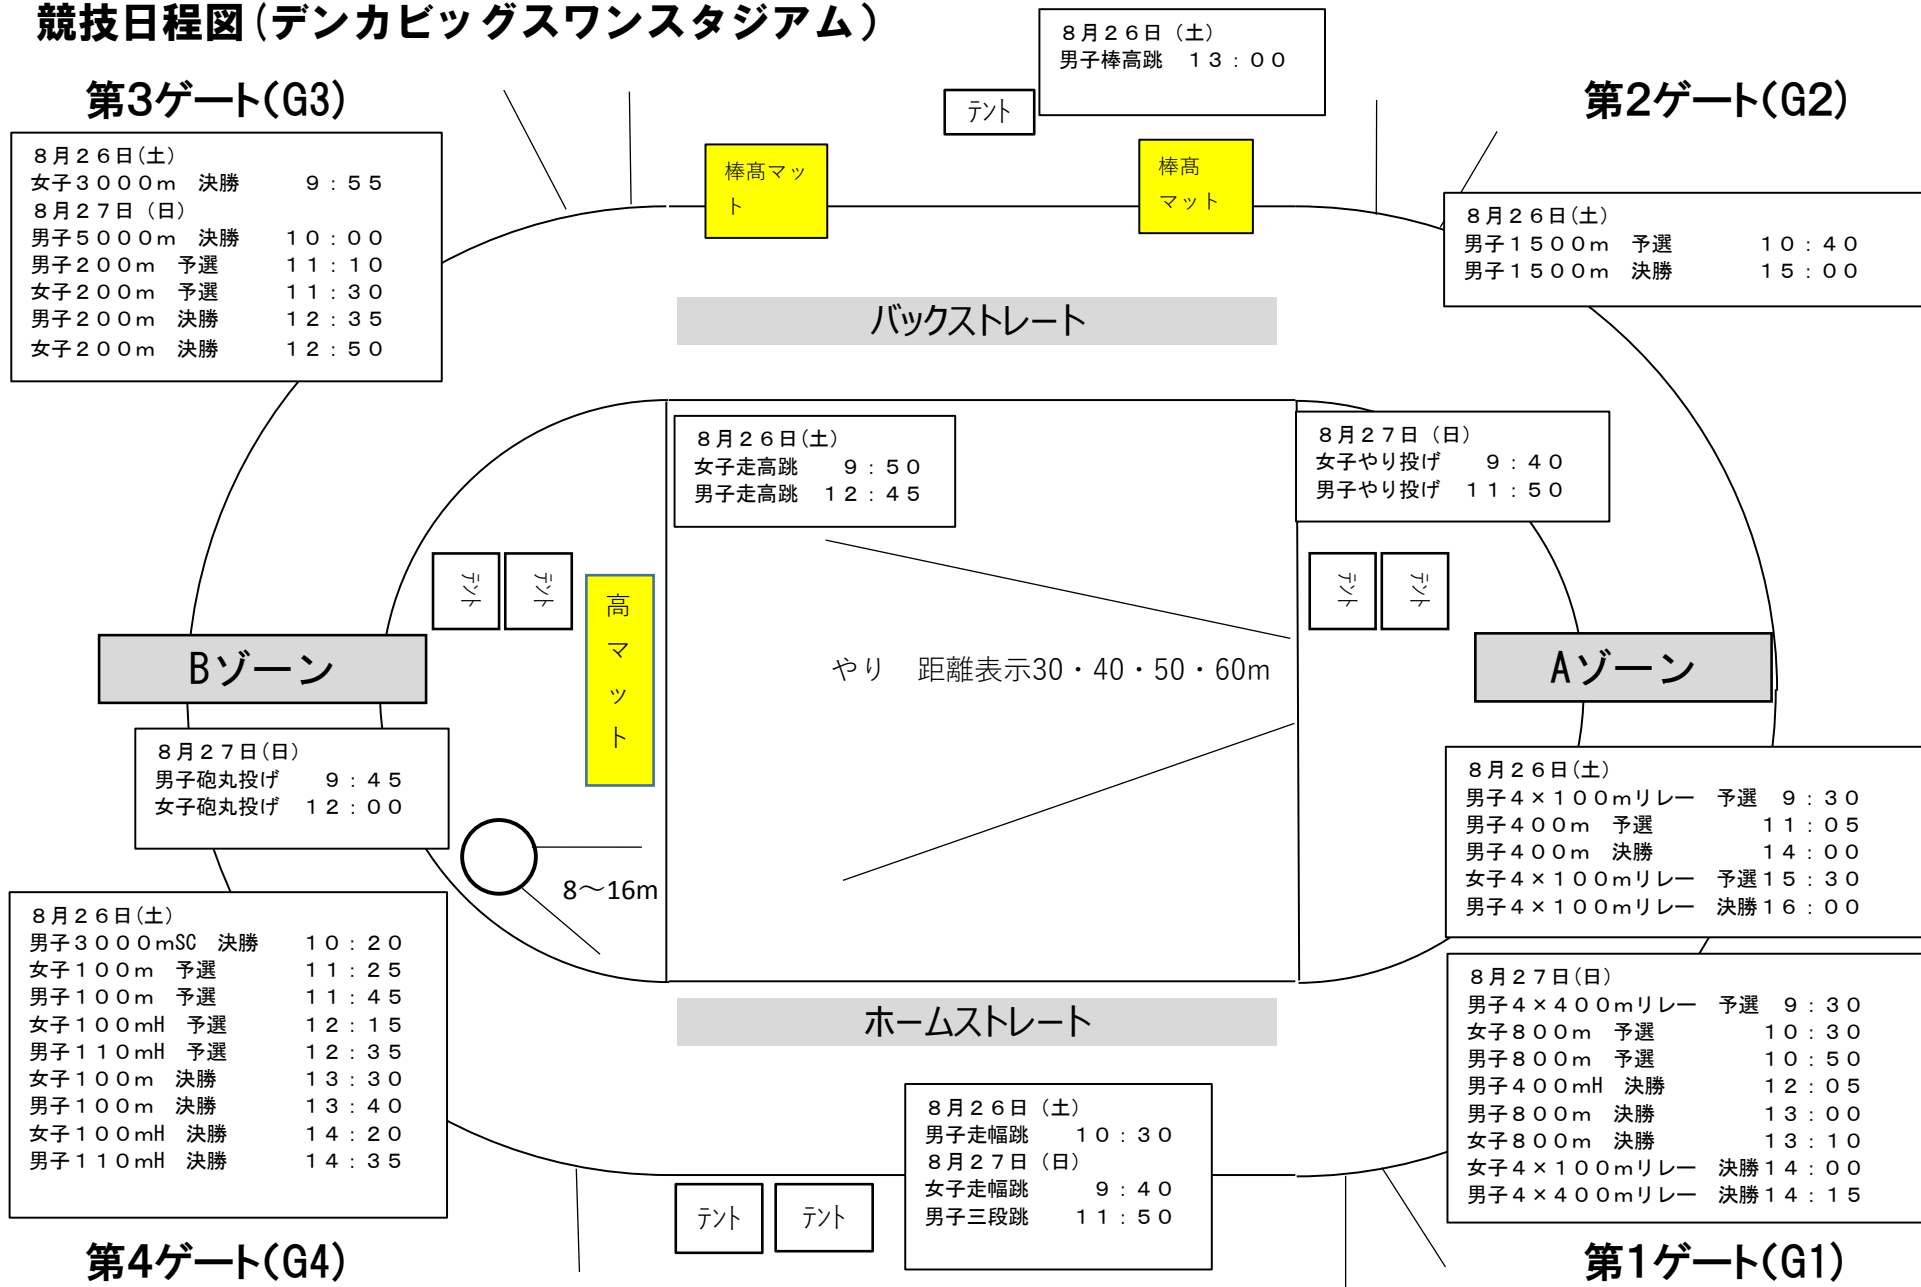 競技日程図(デンカビッグスワンスタジアム)
8月26日(土)
男子棒高跳 13:00
第3ゲート(G3)
テント
第2ゲート(G2)
8月26日(土)
女子3000m 決勝 9:55
8月27日(日)
男子5000m 決勝 10:00
男子200m 予選 11:10
女子200m 予選 11:30
男子200m 決勝 12:35
女子200m 決勝 12:50
棒高マッ
ト
棒高
マット
8月26日(土)
男子1500m 予選 10:40
男子1500m 決勝 15:00
バックストレート
8月26日(土)
女子走高跳 9:50
男子走高跳 12:45
8月27日(日)
女子やり投げ 9:40
男子やり投げ 11:50
テント
テント
高マット
テント
テント
Bゾーン
やり 距離表示30・40・50・60m
Aゾーン
8月27日(日)
男子砲丸投げ 9:45
女子砲丸投げ 12:00
8～16m
8月26日(土)
男子4×100mリレー 予選 9:30
男子400m 予選 11:05
男子400m 決勝 14:00
女子4×100mリレー 予選15:30
男子4×100mリレー 決勝16:00
8月26日(土)
男子3000mSC 決勝 10:20
女子100m 予選 11:25
男子100m 予選 11:45
女子100mH 予選 12:15
男子110mH 予選 12:35
女子100m 決勝 13:30
男子100m 決勝 13:40
女子100mH 決勝 14:20
男子110mH 決勝 14:35
ホームストレート
8月27日(日)
男子4×400mリレー 予選 9:30
女子800m 予選 10:30
男子800m 予選 10:50
男子400mH 決勝 12:05
男子800m 決勝 13:00
女子800m 決勝 13:10
女子4×100mリレー 決勝14:00
男子4×400mリレー 決勝14:15
8月26日(土)
男子走幅跳 10:30
8月27日(日)
女子走幅跳 9:40
男子三段跳 11:50
テント
テント
第4ゲート(G4)
第1ゲート(G1)